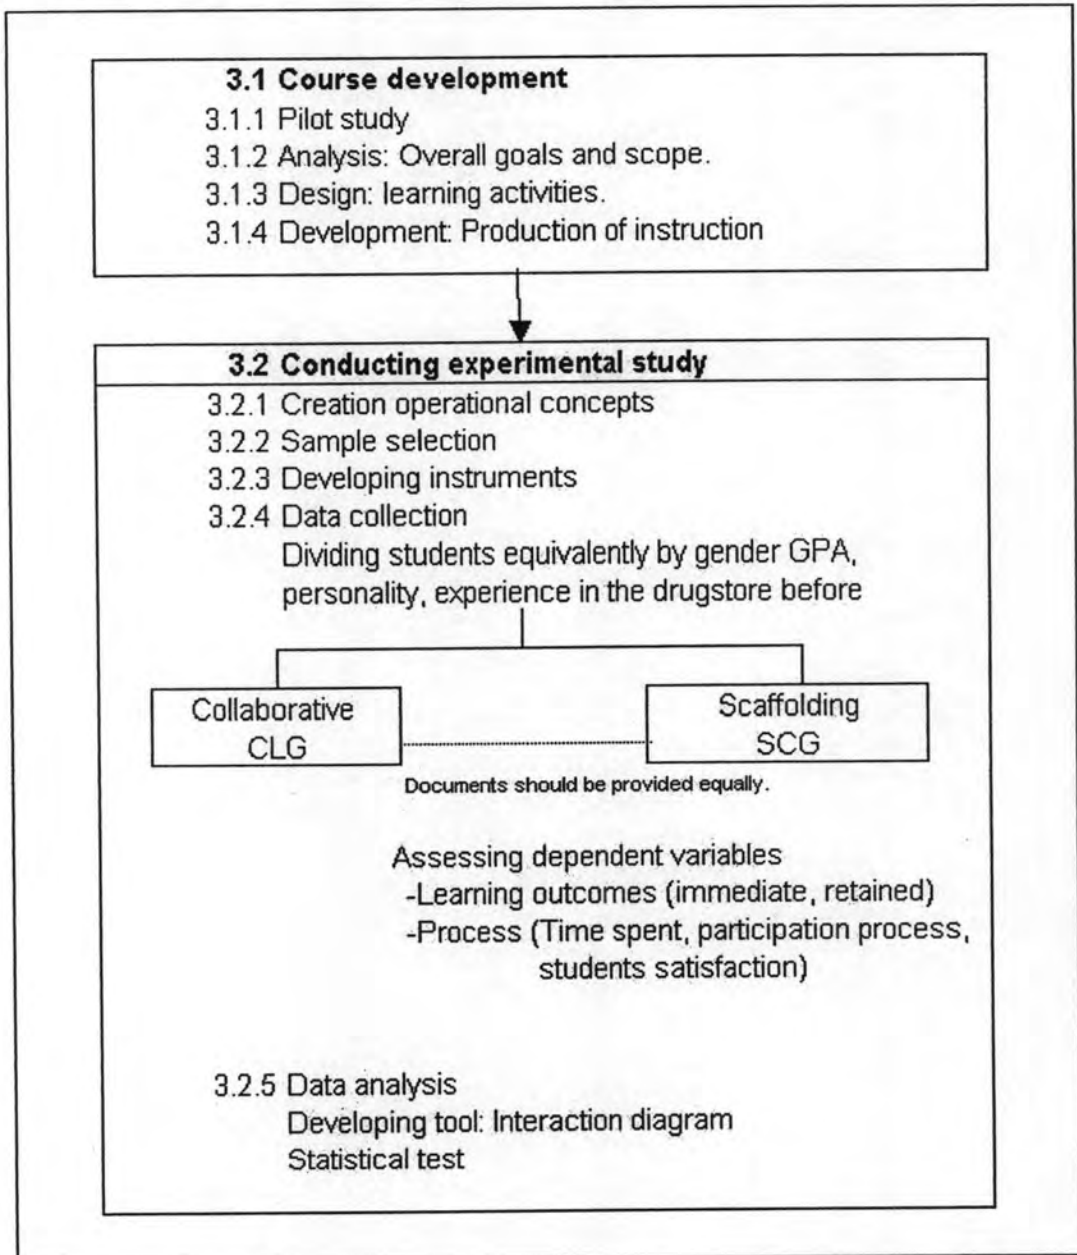 3.1 Course development
3.1.1 Pilot study
3.1.2 Analysis: Overall goals and scope.
3.1.3 Design: learning activities.
3.1.4 Development: Production of instruction
3.2 Conducting experimental study
3.2.1 Creation operational concepts
3.2.2 Sample selection
3.2.3 Developing instruments
3.2.4 Data collection
Dividing students equivalently by gender GPA,
personality, experience in the drugstore before
Collaborative
CLG
Scaffolding
SCG
Documents should be provided equally.
Assessing dependent variables
-Learning outcomes (immediate, retained)
-Process (Time spent, participation process,
students satisfaction)
3.2.5 Data analysis
Developing tool: Interaction diagram
Statistical test